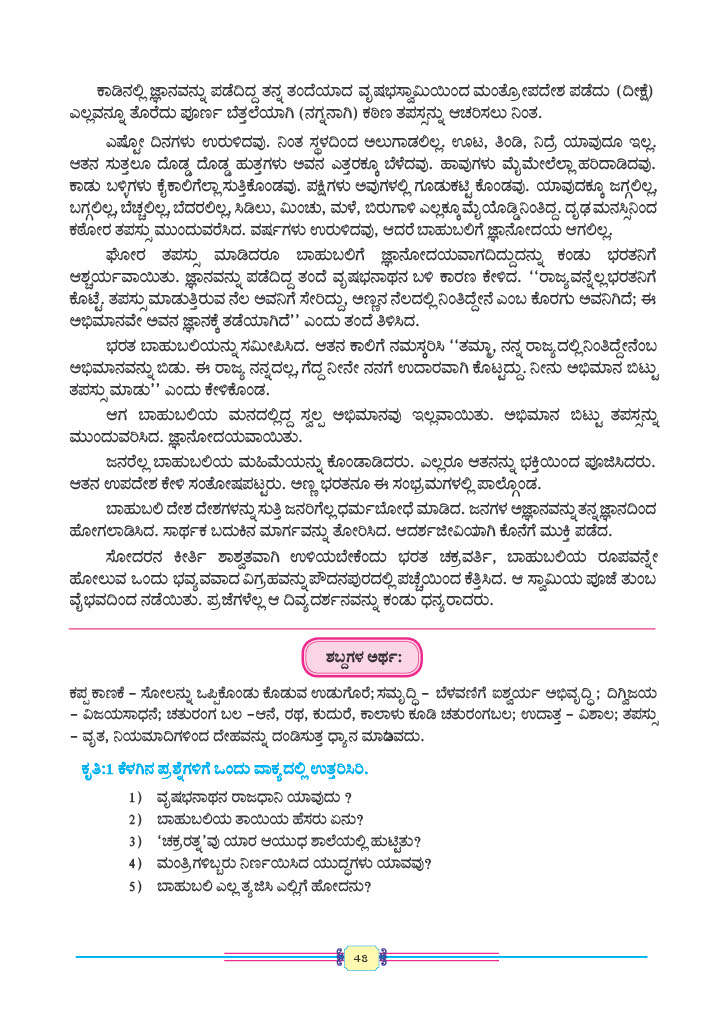 ಕಾಡಿನಲ್ಲಿ ಜ್ಞಾನವನ್ನು ಪಡೆದಿದ್ದ ತನ್ನ ತಂದೆಯಾದ ವೃಷಭಸ್ವಾಮಿಯಿಂದ ಮಂತ್ರೋಪದೇಶ ಪಡೆದು (ದೀಕ್ಷೆ)
ಎಲ್ಲವನ್ನೂ ತೊರೆದು ಪೂರ್ಣ ಬೆತ್ತಲೆಯಾಗಿ (ನಗ್ನನಾಗಿ) ಕಠಿಣ ತಪಸ್ಸನ್ನು ಆಚರಿಸಲು ನಿಂತ.
ಎಷ್ಟೋ ದಿನಗಳು ಉರುಳಿದವು. ನಿಂತ ಸ್ಥಳದಿಂದ ಅಲುಗಾಡಲಿಲ್ಲ. ಊಟ, ತಿಂಡಿ, ನಿದ್ರೆ ಯಾವುದೂ ಇಲ್ಲ.
ಆತನ ಸುತ್ತಲೂ ದೊಡ್ಡ ದೊಡ್ಡ ಹುತ್ತಗಳು ಅವನ ಎತ್ತರಕ್ಕೂ ಬೆಳೆದವು. ಹಾವುಗಳು ಮೈಮೇಲೆಲ್ಲಾ ಹರಿದಾಡಿದವು.
ಕಾಡು ಬಳ್ಳಿಗಳು ಕೈಕಾಲಿಗೆಲ್ಲಾ ಸುತ್ತಿಕೊಂಡವು. ಪಕ್ಷಿಗಳು ಅವುಗಳಲ್ಲಿ ಗೂಡುಕಟ್ಟಿ ಕೊಂಡವು. ಯಾವುದಕ್ಕೂ ಜಗ್ಗಲಿಲ್ಲ,
ಬಗ್ಗಲಿಲ್ಲ, ಬೆಚ್ಚಲಿಲ್ಲ, ಬೆದರಲಿಲ್ಲ, ಸಿಡಿಲು, ಮಿಂಚು, ಮಳೆ, ಬಿರುಗಾಳಿ ಎಲ್ಲಕ್ಕೂ ಮೈಯೊಡ್ಡಿ ನಿಂತಿದ್ದ. ದೃಢ ಮನಸ್ಸಿನಿಂದ
ಕಠೋರ ತಪಸ್ಸು ಮುಂದುವರೆಸಿದ. ವರ್ಷಗಳು ಉರುಳಿದವು, ಆದರೆ ಬಾಹುಬಲಿಗೆ ಜ್ಞಾನೋದಯ ಆಗಲಿಲ್ಲ.
ಘೋರ ತಪಸ್ಸು ಮಾಡಿದರೂ ಬಾಹುಬಲಿಗೆ ಜ್ಞಾನೋದಯವಾಗದಿದ್ದುದನ್ನು ಕಂಡು ಭರತನಿಗೆ
ಆಶ್ಚರ್ಯವಾಯಿತು. ಜ್ಞಾನವನ್ನು ಪಡೆದಿದ್ದ ತಂದೆ ವೃಷಭನಾಥನ ಬಳಿ ಕಾರಣ ಕೇಳಿದ. ‘‘ರಾಜ್ಯವನ್ನೆಲ್ಲ ಭರತನಿಗೆ
ಕೊಟ್ಟೆ. ತಪಸ್ಸು ಮಾಡುತ್ತಿರುವ ನೆಲ ಅವನಿಗೆ ಸೇರಿದ್ದು, ಅಣ್ಣನ ನೆಲದಲ್ಲಿ ನಿಂತಿದ್ದೇನೆ ಎಂಬ ಕೊರಗು ಅವನಿಗಿದೆ; ಈ
ಅಭಿಮಾನವೇ ಅವನ ಜ್ಞಾನಕ್ಕೆ ತಡೆಯಾಗಿದೆ’’ ಎಂದು ತಂದೆ ತಿಳಿಸಿದ.
ಭರತ ಬಾಹುಬಲಿಯನ್ನು ಸಮೀಪಿಸಿದ. ಆತನ ಕಾಲಿಗೆ ನಮಸ್ಕರಿಸಿ ‘‘ತಮ್ಮಾ, ನನ್ನ ರಾಜ್ಯದಲ್ಲಿ ನಿಂತಿದ್ದೇನೆಂಬ
ಅಭಿಮಾನವನ್ನು ಬಿಡು. ಈ ರಾಜ್ಯ ನನ್ನದಲ್ಲ, ಗೆದ್ದ ನೀನೇ ನನಗೆ ಉದಾರವಾಗಿ ಕೊಟ್ಟದ್ದು. ನೀನು ಅಭಿಮಾನ ಬಿಟ್ಟು
ತಪಸ್ಸು ಮಾಡು’’ ಎಂದು ಕೇಳಿಕೊಂಡ.
ಆಗ ಬಾಹುಬಲಿಯ ಮನದಲ್ಲಿದ್ದ ಸ್ವಲ್ಪ ಅಭಿಮಾನವು ಇಲ್ಲವಾಯಿತು. ಅಭಿಮಾನ ಬಿಟ್ಟು ತಪಸ್ಸನ್ನು
ಮುಂದುವರಿಸಿದ. ಜ್ಞಾನೋದಯವಾಯಿತು.
ಜನರೆಲ್ಲ ಬಾಹುಬಲಿಯ ಮಹಿಮೆಯನ್ನು ಕೊಂಡಾಡಿದರು. ಎಲ್ಲರೂ ಆತನನ್ನು ಭಕ್ತಿಯಿಂದ ಪೂಜಿಸಿದರು.
ಆತನ ಉಪದೇಶ ಕೇಳಿ ಸಂತೋಷಪಟ್ಟರು. ಅಣ್ಣ ಭರತನೂ ಈ ಸಂಭ್ರಮಗಳಲ್ಲಿ ಪಾಲ್ಗೊಂಡ.
ಬಾಹುಬಲಿ ದೇಶ ದೇಶಗಳನ್ನು ಸುತ್ತಿ ಜನರಿಗೆಲ್ಲ ಧರ್ಮಬೋಧೆ ಮಾಡಿದ. ಜನಗಳ ಅಜ್ಞಾನವನ್ನು ತನ್ನ ಜ್ಞಾನದಿಂದ
ಹೋಗಲಾಡಿಸಿದ. ಸಾರ್ಥಕ ಬದುಕಿನ ಮಾರ್ಗವನ್ನು ತೋರಿಸಿದ. ಆದರ್ಶಜೀವಿಯಾಗಿ ಕೊನೆಗೆ ಮುಕ್ತಿ ಪಡೆದ.
ಸೋದರನ ಕೀರ್ತಿ ಶಾಶ್ವತವಾಗಿ ಉಳಿಯಬೇಕೆಂದು ಭರತ ಚಕ್ರವರ್ತಿ, ಬಾಹುಬಲಿಯ ರೂಪವನ್ನೇ
ಹೋಲುವ ಒಂದು ಭವ್ಯವಾದ ವಿಗ್ರಹವನ್ನು ಪೌದನಪುರದಲ್ಲಿ ಪಚ್ಚೆಯಿಂದ ಕೆತ್ತಿಸಿದ. ಆ ಸ್ವಾಮಿಯ ಪೂಜೆ ತುಂಬ
ವೈಭವದಿಂದ ನಡೆಯಿತು. ಪ್ರಜೆಗಳೆಲ್ಲ ಆ ದಿವ್ಯದರ್ಶನವನ್ನು ಕಂಡು ಧನ್ಯರಾದರು.
ಶಬ್ದಗಳ ಅರ್ಥ:
ಕಪ್ಪ ಕಾಣಕೆ – ಸೋಲನ್ನು ಒಪ್ಪಿಕೊಂಡು ಕೊಡುವ ಉಡುಗೊರೆ; ಸಮೃದ್ಧಿ – ಬೆಳವಣಿಗೆ ಐಶ್ವರ್ಯ ಅಭಿವೃದ್ಧಿ ; ದಿಗ್ವಿಜಯ
– ವಿಜಯಸಾಧನೆ; ಚತುರಂಗ ಬಲ –ಆನೆ, ರಥ, ಕುದುರೆ, ಕಾಲಾಳು ಕೂಡಿ ಚತುರಂಗಬಲ; ಉದಾತ್ತ – ವಿಶಾಲ; ತಪಸ್ಸು
– ವೃತ, ನಿಯಮಾದಿಗಳಿಂದ ದೇಹವನ್ನು ದಂಡಿಸುತ್ತ ಧ್ಯಾನ ಮಾಡುವದು.
ಕೃತಿ:1 ಕೆಳಗಿನ ಪ್ರಶ್ನೆಗಳಿಗೆ ಒಂದು ವಾಕ್ಯದಲ್ಲಿ ಉತ್ತರಿಸಿರಿ.
1) ವೃಷಭನಾಥನ ರಾಜಧಾನಿ ಯಾವುದು ?
2) ಬಾಹುಬಲಿಯ ತಾಯಿಯ ಹೆಸರು ಏನು?
3) ‘ಚಕ್ರರತ್ನ’ವು ಯಾರ ಆಯುಧ ಶಾಲೆಯಲ್ಲಿ ಹುಟ್ಟಿತು?
4) ಮಂತ್ರಿಗಳಿಬ್ಬರು ನಿರ್ಣಯಿಸಿದ ಯುದ್ಧಗಳು ಯಾವವು?
5) ಬಾಹುಬಲಿ ಎಲ್ಲ ತ್ಯಜಿಸಿ ಎಲ್ಲಿಗೆ ಹೋದನು?
48